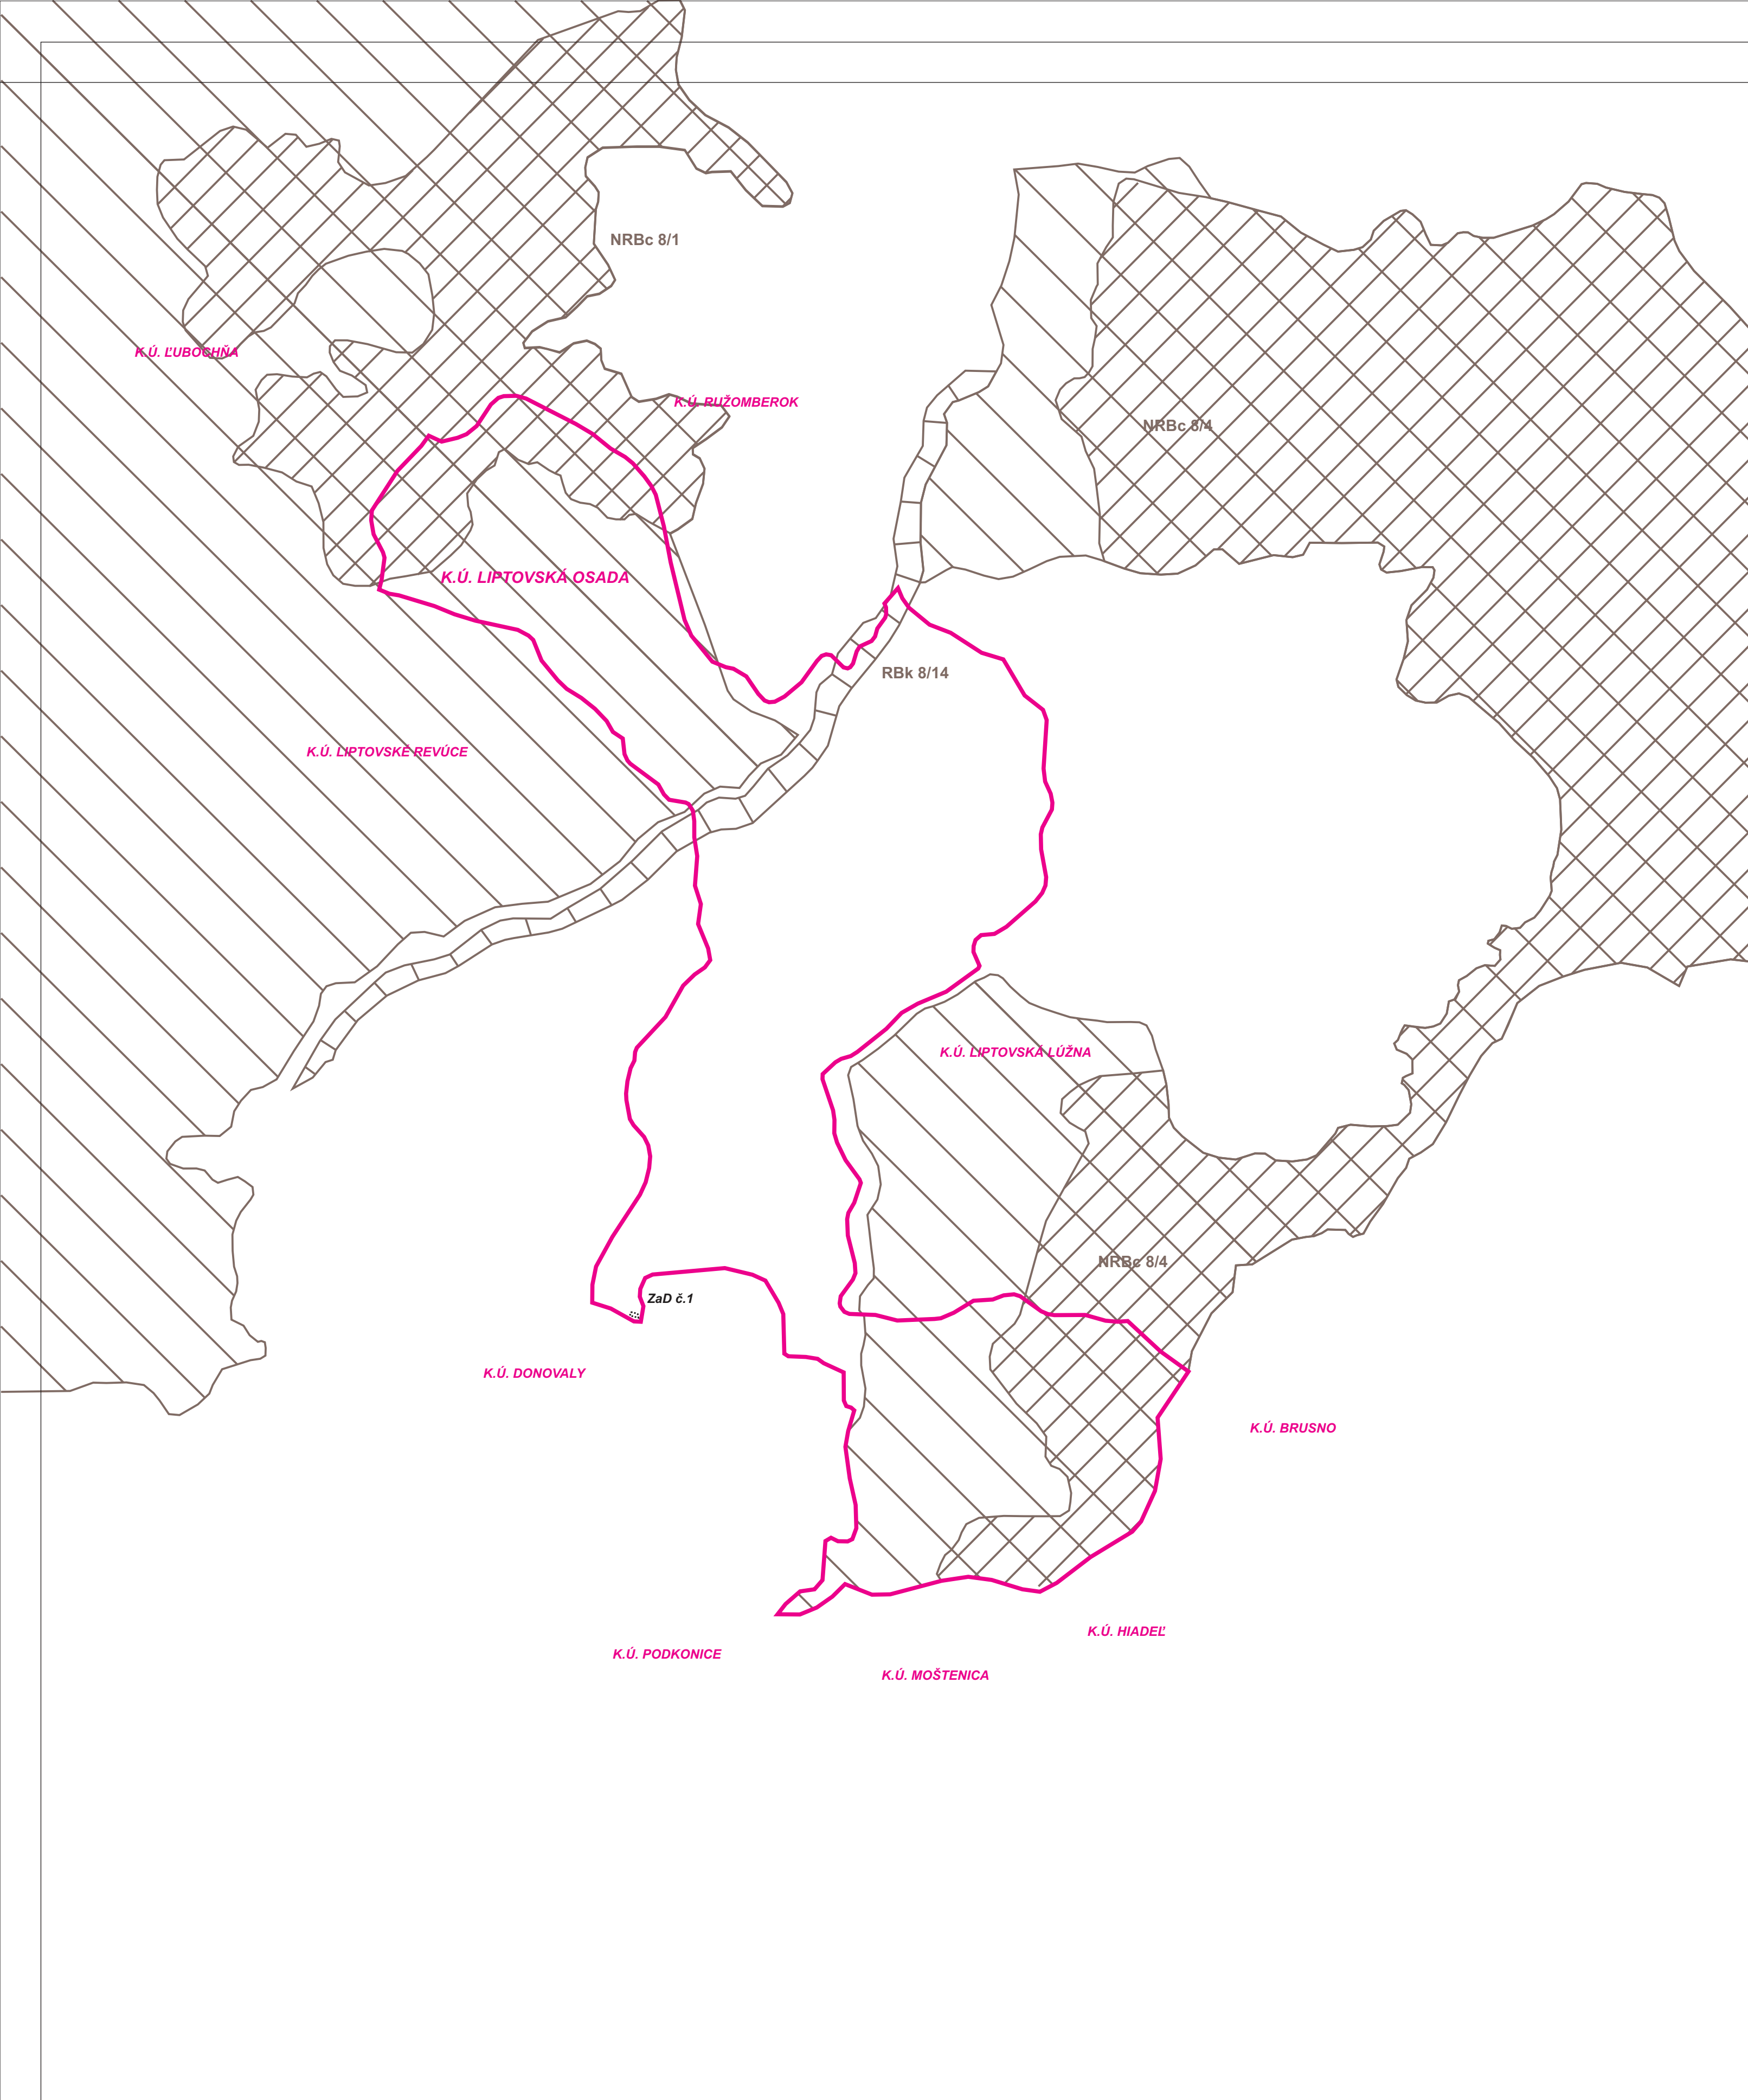 NRBc 8/1
K.Ú. ĽUBOCHŇA
K.Ú. RUŽOMBEROK
NRBc 8/4
K.Ú. LIPTOVSKÁ OSADA
RBk 8/14
K.Ú. LIPTOVSKÉ REVÚCE
K.Ú. LIPTOVSKÁ LÚŽNA
NRBc 8/4
ZaD č.1
K.Ú. DONOVALY
K.Ú. BRUSNO
K.Ú. HIADEĽ
K.Ú. PODKONICE
K.Ú. MOŠTENICA